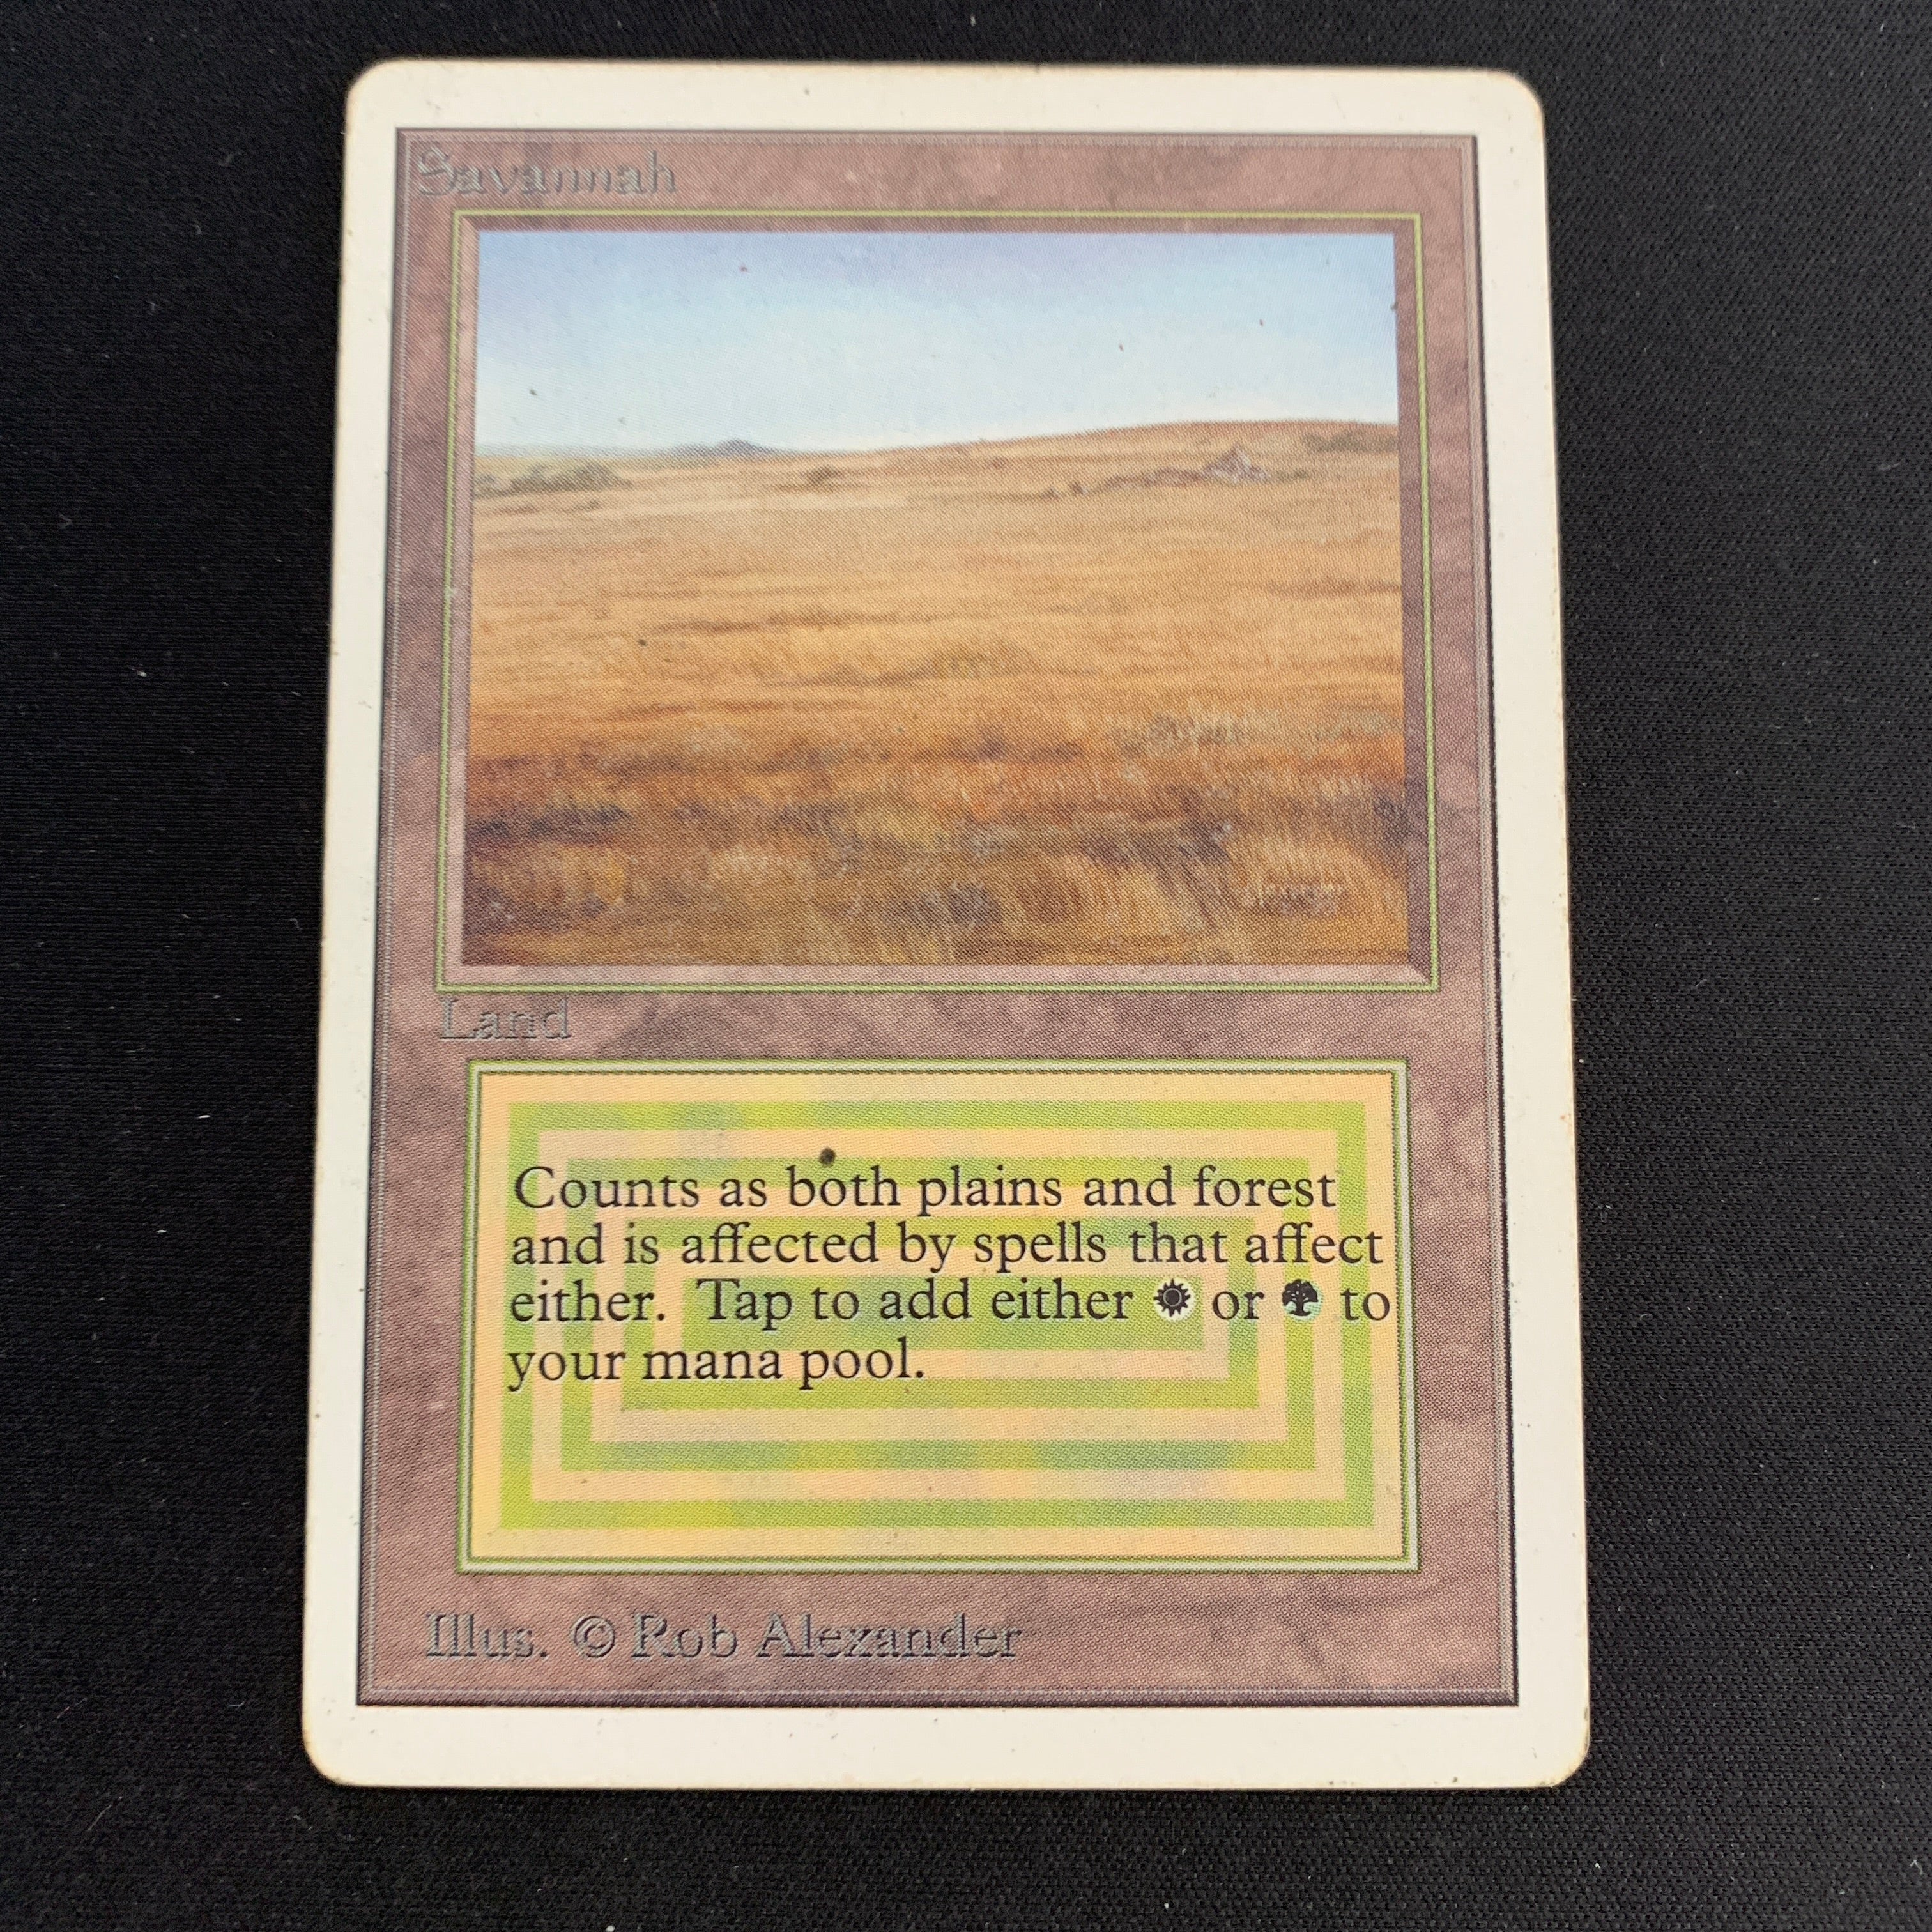 Savannah
Alexander
Land
Counts as both plains and forest
and is affected by spells that affect
either. Tap to add either or to
your mana pool.
Illus. © Rob Alexander